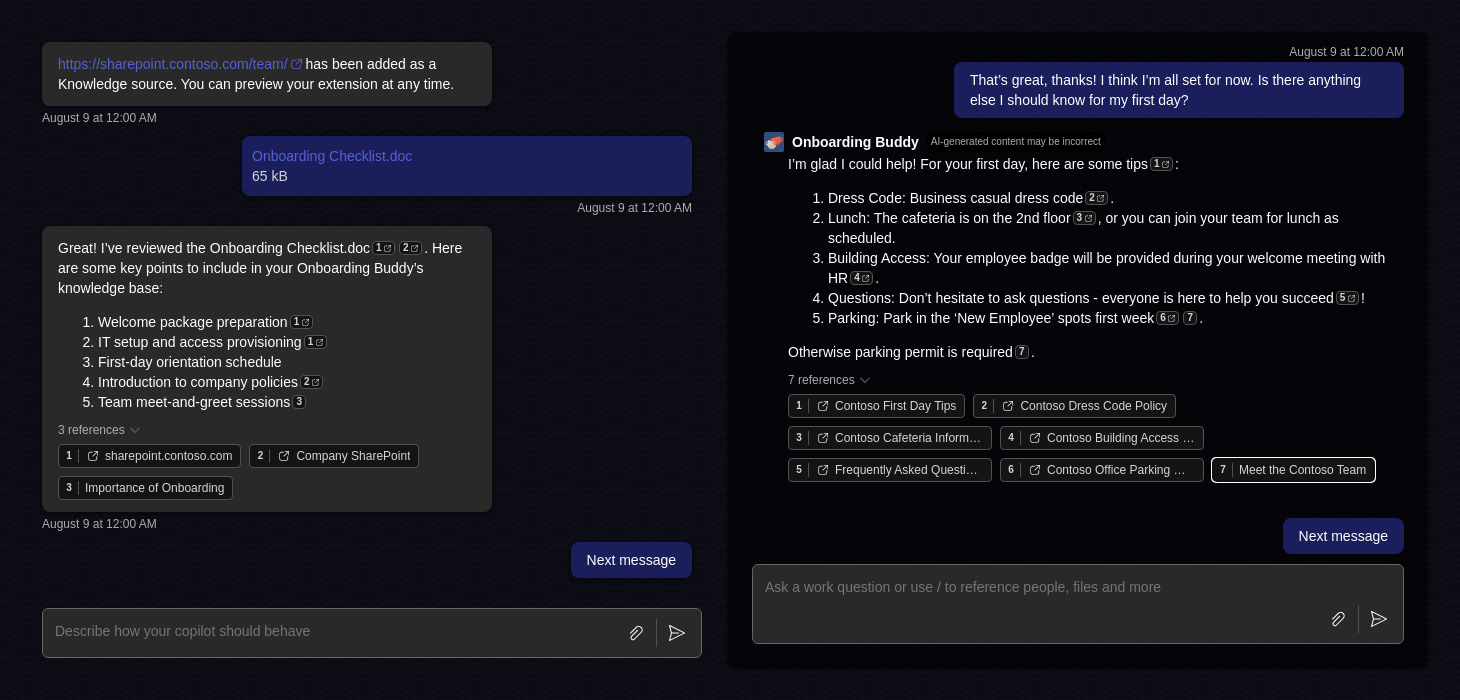 https://sharepoint.contoso.com/team/ has been added as a
Knowledge source. You can preview your extension at any time.
August 9 at 12:00 AM
Onboarding Checklist.doc
65 kB
August 9 at 12:00 AM
Great! I’ve reviewed the Onboarding Checklist.doc 1 2 . Here
are some key points to include in your Onboarding Buddy’s
knowledge base:
1. Welcome package preparation 1
2. IT setup and access provisioning 1
3. First-day orientation schedule
4. Introduction to company policies 2
5. Team meet-and-greet sessions 3
3 references
1 sharepoint.contoso.com 2 Company SharePoint
3 Importance of Onboarding
August 9 at 12:00 AM
Next message
Describe how your copilot should behave
August 9 at 12:00 AM
That’s great, thanks! I think I’m all set for now. Is there anything
else I should know for my first day?
Onboarding Buddy AI-generated content may be incorrect
I’m glad I could help! For your first day, here are some tips 1 :
1. Dress Code: Business casual dress code 2 .
2. Lunch: The cafeteria is on the 2nd floor 3 , or you can join your team for lunch as
scheduled.
3. Building Access: Your employee badge will be provided during your welcome meeting with
HR 4 .
4. Questions: Don’t hesitate to ask questions - everyone is here to help you succeed 5 !
5. Parking: Park in the ‘New Employee’ spots first week 6 7 .
Otherwise parking permit is required 7 .
7 references
1 Contoso First Day Tips 2 Contoso Dress Code Policy
3 Contoso Cafeteria Inform… 4 Contoso Building Access …
5 Frequently Asked Questi… 6 Contoso Office Parking … 7 Meet the Contoso Team
Next message
Ask a work question or use / to reference people, files and more